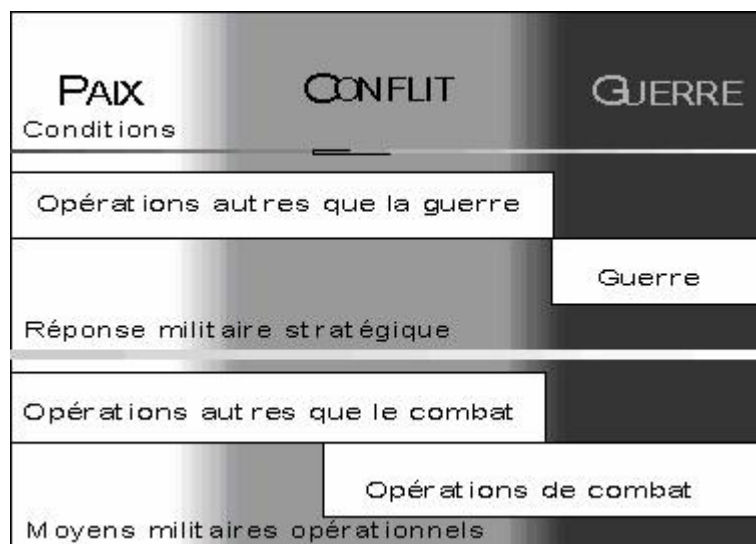 PAIX CONFLIT GUERRE
Conditions
Opérations autres que la guerre
Guerre
Réponse militaire stratégique
Opérations autres que le combat
Opérations de combat
Moyens militaires opérationnels